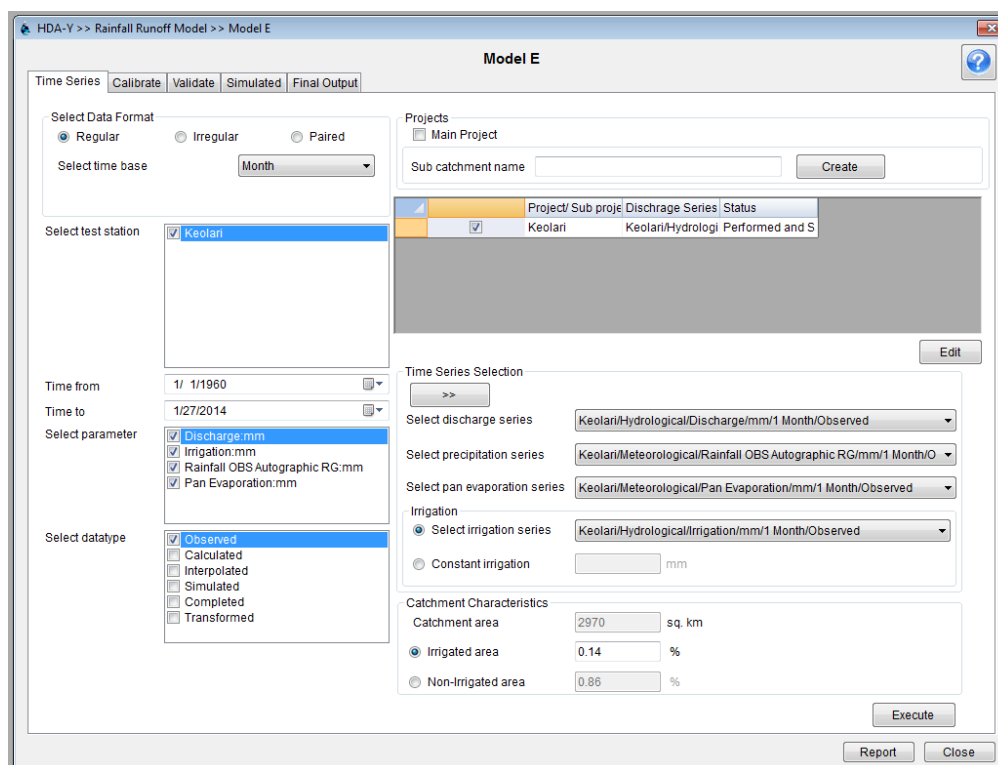 HDA-Y >> Rainfall Runoff Model >> Model E
Model E
Time Series Calibrate Validate Simulated Final Output
Select Data Format
Regular Irregular Paired
Select time base Month
Projects
Main Project
Sub catchment name Create
Project/ Sub proje Dischrage Series Status
Keolari Keolari/Hydrologi Performed and S
Select test station Keolari
Edit
Time from 1/ 1/1960
Time to 1/27/2014
Select parameter Discharge:mm
Irrigation:mm
Rainfall OBS Autographic RG:mm
Pan Evaporation:mm
Select datatype Observed
Calculated
Interpolated
Simulated
Completed
Transformed
Time Series Selection
>>
Select discharge series Keolari/Hydrological/Discharge/mm/1 Month/Observed
Select precipitation series Keolari/Meteorological/Rainfall OBS Autographic RG/mm/1 Month/O
Select pan evaporation series Keolari/Meteorological/Pan Evaporation/mm/1 Month/Observed
Irrigation
Select irrigation series Keolari/Hydrological/Irrigation/mm/1 Month/Observed
Constant irrigation mm
Catchment Characteristics
Catchment area 2970 sq. km
Irrigated area 0.14 %
Non-Irrigated area 0.86 %
Execute
Report Close